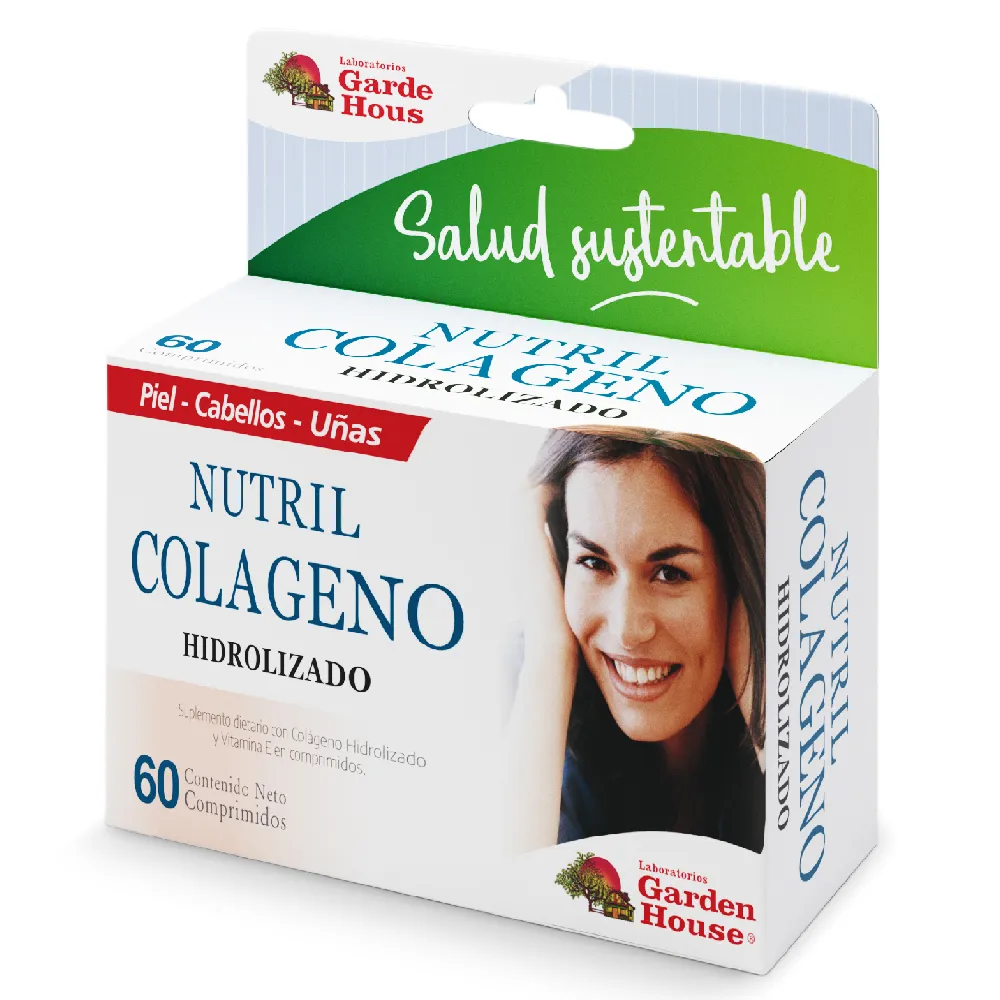 Laboratorios
Garde
Hous
Salud sustentable
60
Comprimidos
NUTRIL
COLAGENO
HIDROLIZADO
Piel - Cabellos - Uñas
NUTRIL
COLAGENO
HIDROLIZADO
Suplemento dietario con Colágeno Hidrolizado
y Vitamina E en comprimidos.
60 Contenido Neto
Comprimidos
NUTRIL
COLAGENO
HIDROLIZADO
Laboratorios
Garden
House®